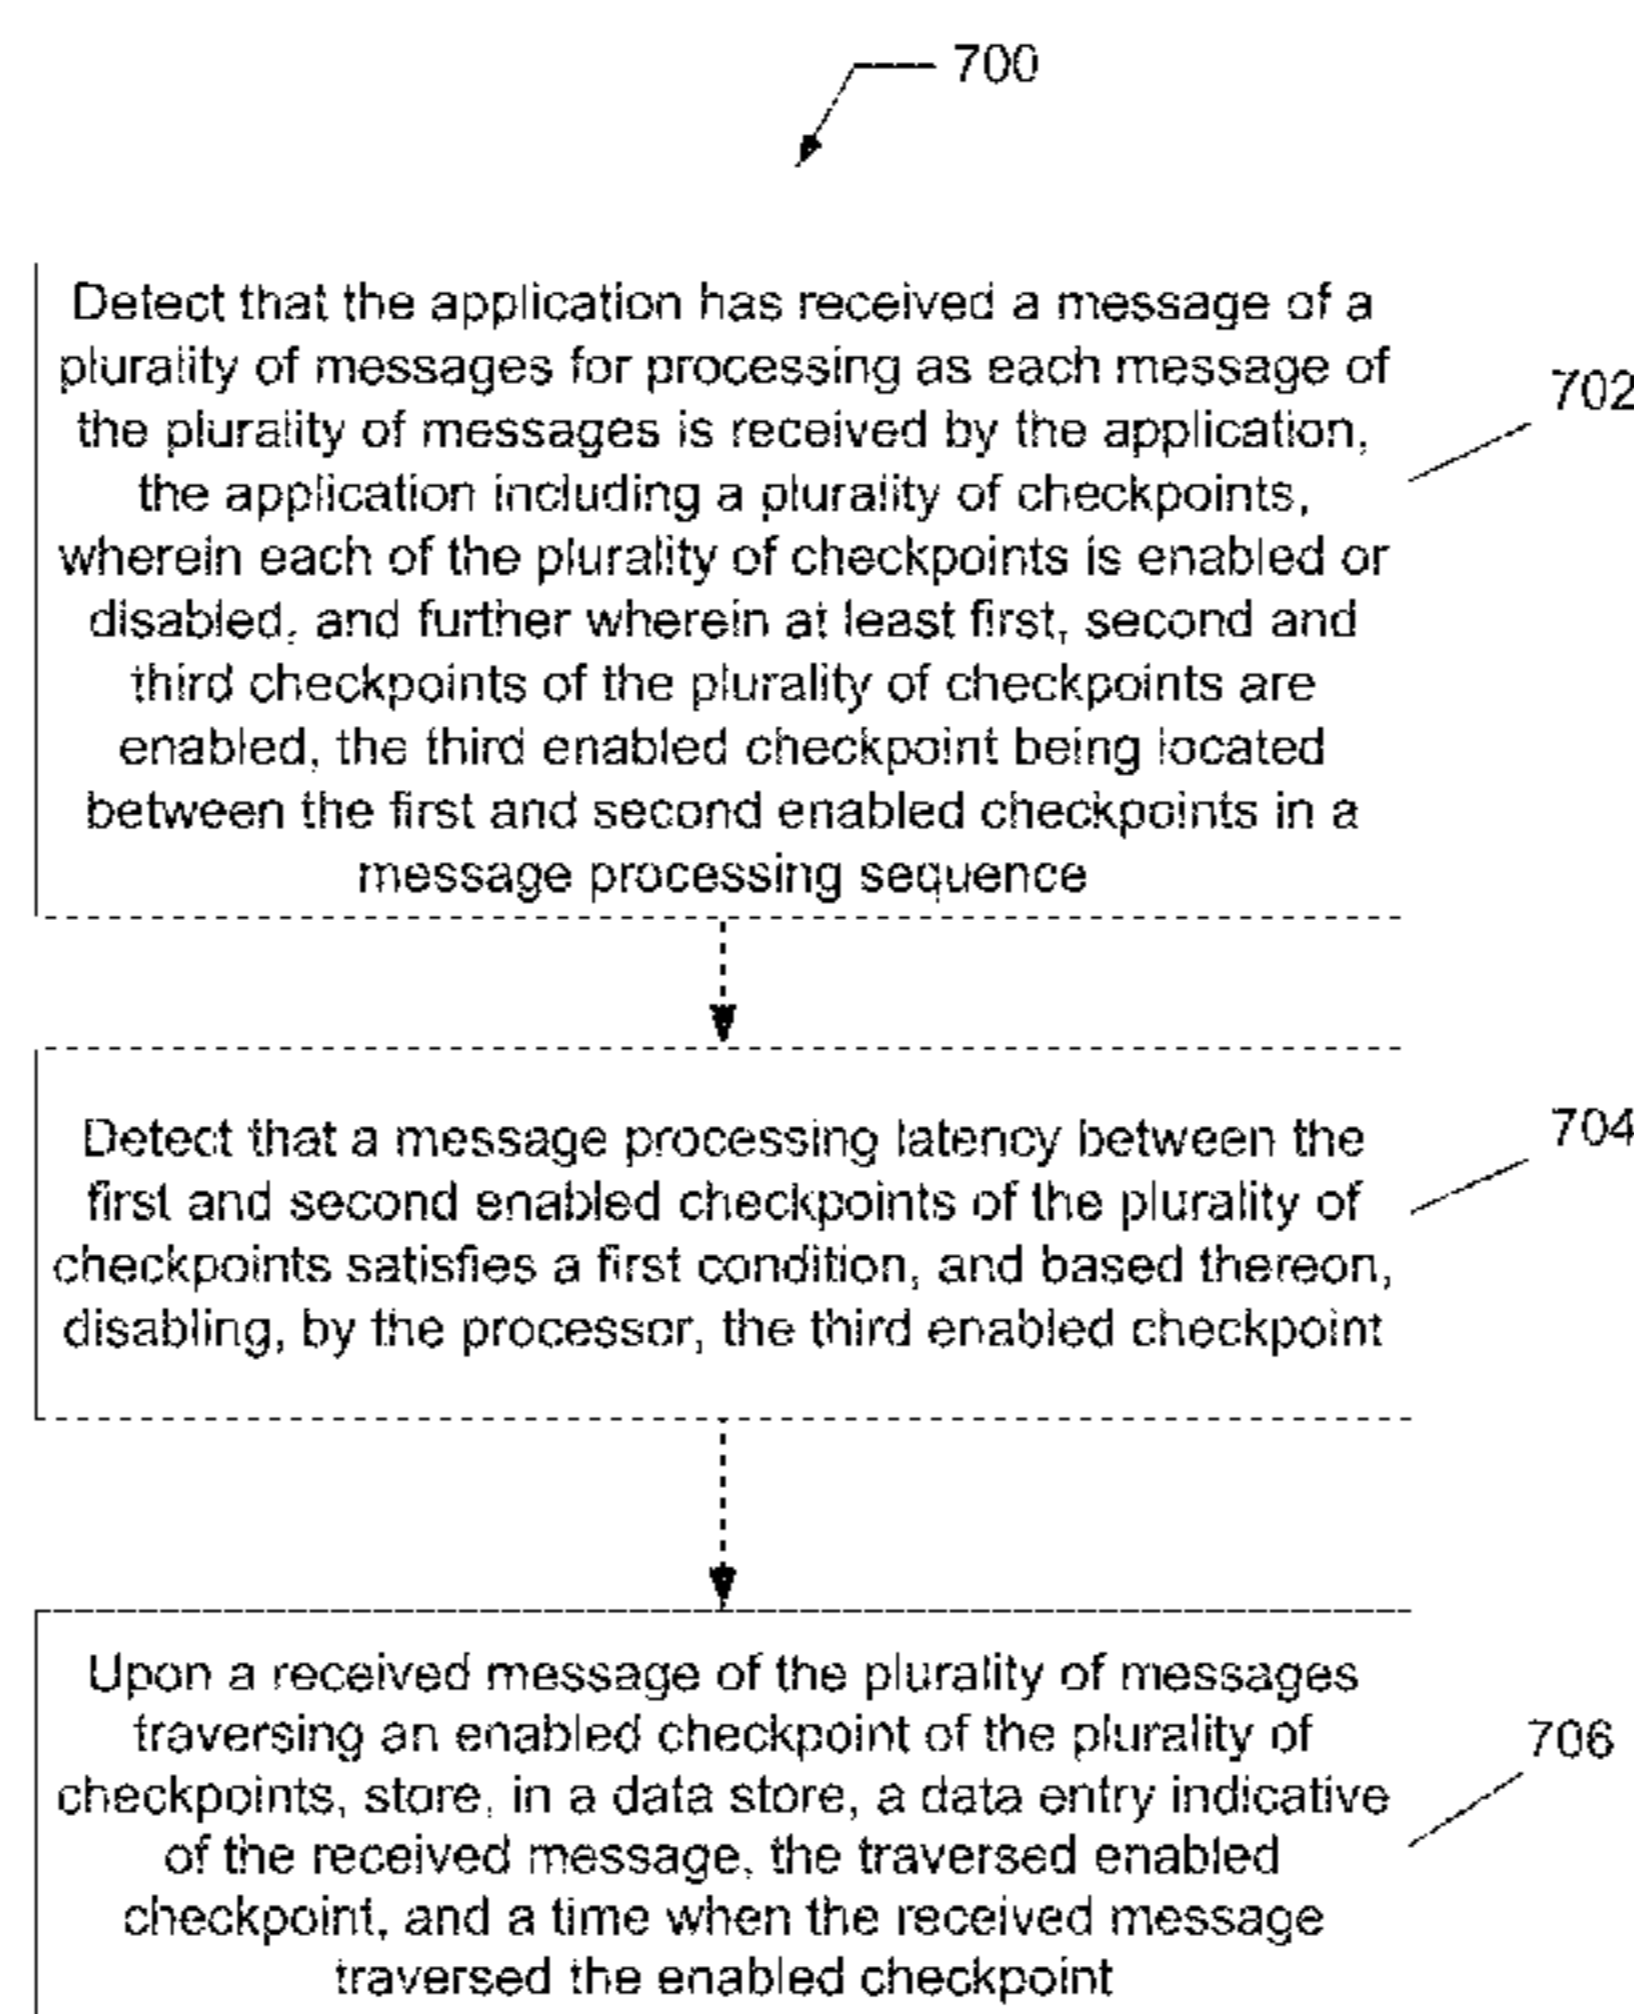 700
Detect that the application has received a message of a
plurality of messages for processing as each message of
the plurality of messages is received by the application,
the application including a plurality of checkpoints,
wherein each of the plurality of checkpoints is enabled or
disabled, and further wherein at least first, second and
third checkpoints of the plurality of checkpoints are
enabled, the third enabled checkpoint being located
between the first and second enabled checkpoints in a
message processing sequence
702
Detect that a message processing latency between the
first and second enabled checkpoints of the plurality of
checkpoints satisfies a first condition, and based thereon,
disabling, by the processor, the third enabled checkpoint
704
Upon a received message of the plurality of messages
traversing an enabled checkpoint of the plurality of
checkpoints, store, in a data store, a data entry indicative
of the received message, the traversed enabled
checkpoint, and a time when the received message
traversed the enabled checkpoint
706